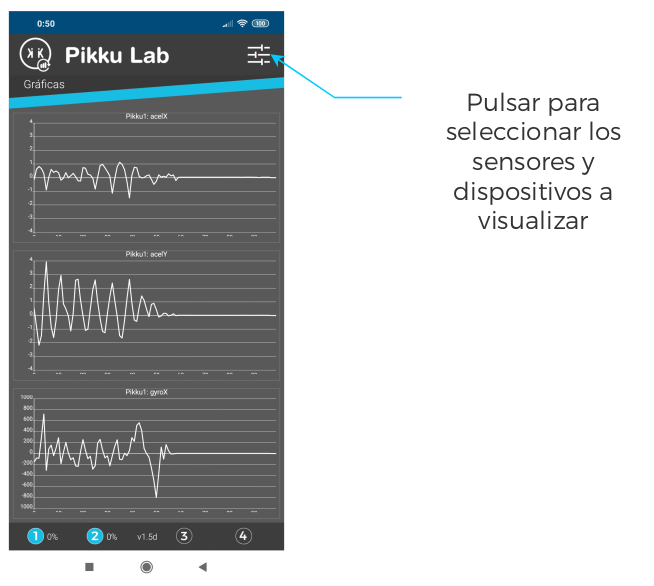 0:50
100
Pikku Lab
Gráficas
Pulsar para
seleccionar los
sensores y
dispositivos a
visualizar
Pikku1: acelX
4
3
2
1
0
-1
-2
-3
-4
Pikku1: acelY
4
3
2
1
0
-1
-2
-3
-4
Pikku1: gyroX
1000
800
600
400
200
0
-200
-400
-600
-800
1000
1 0% 2 0% v1.5d 3 4